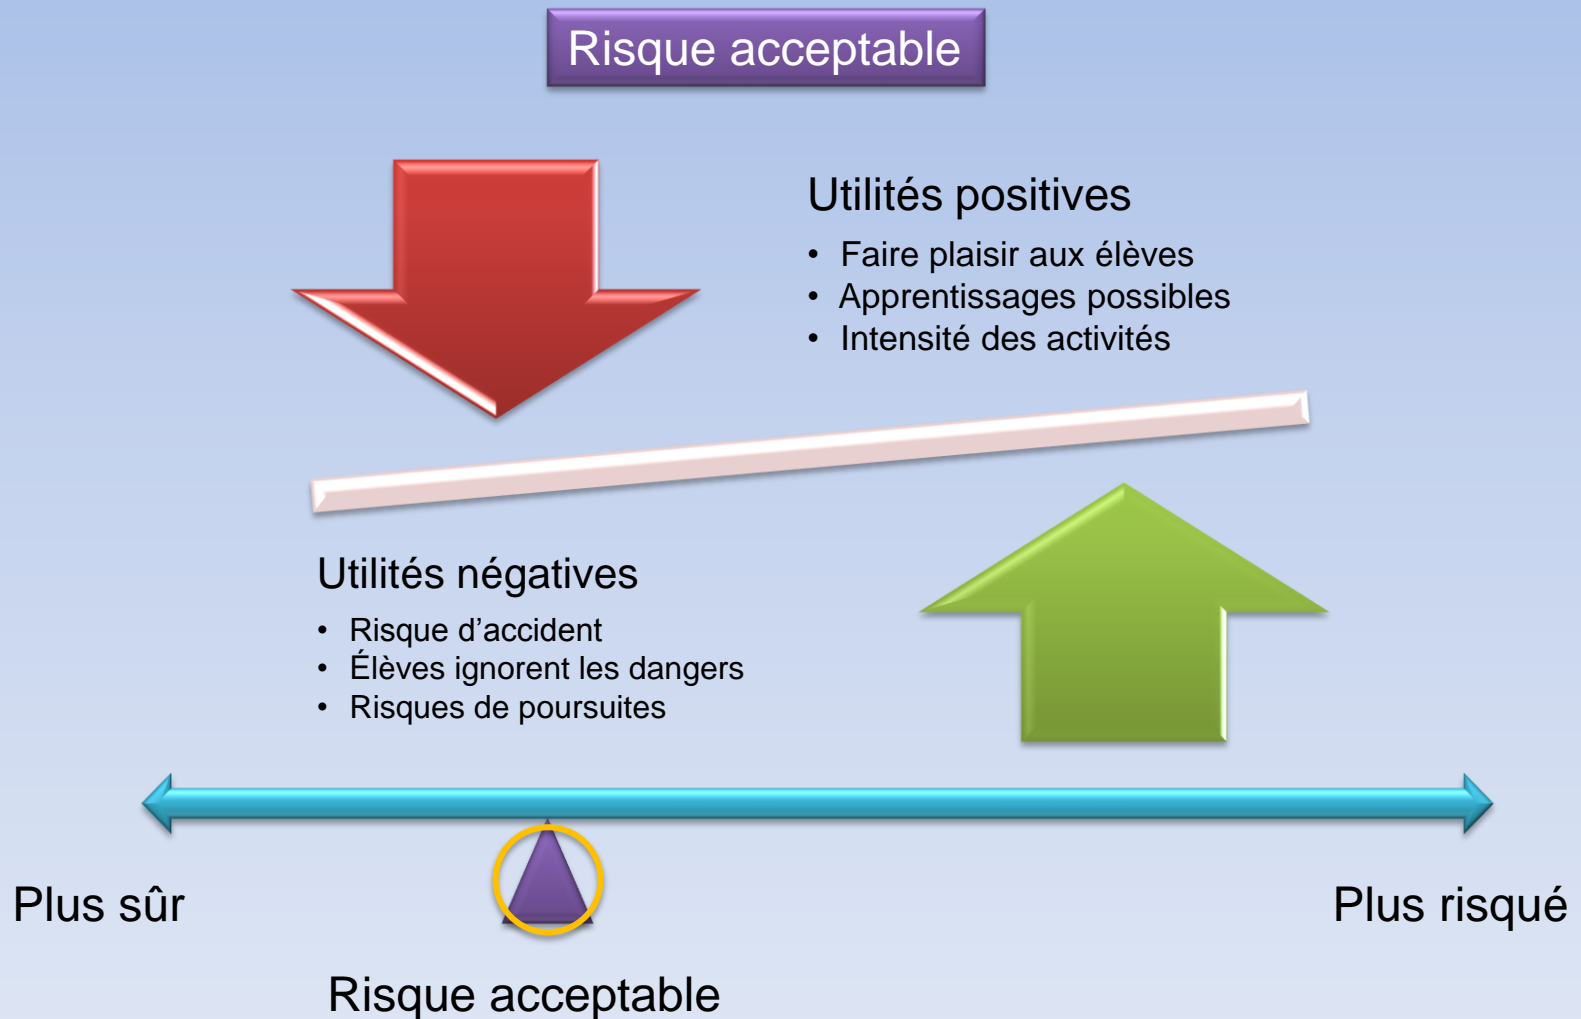 Risque acceptable
Utilités positives
• Faire plaisir aux élèves
• Apprentissages possibles
• Intensité des activités
Utilités négatives
• Risque d’accident
• Élèves ignorent les dangers
• Risques de poursuites
Plus sûr
Plus risqué
Risque acceptable